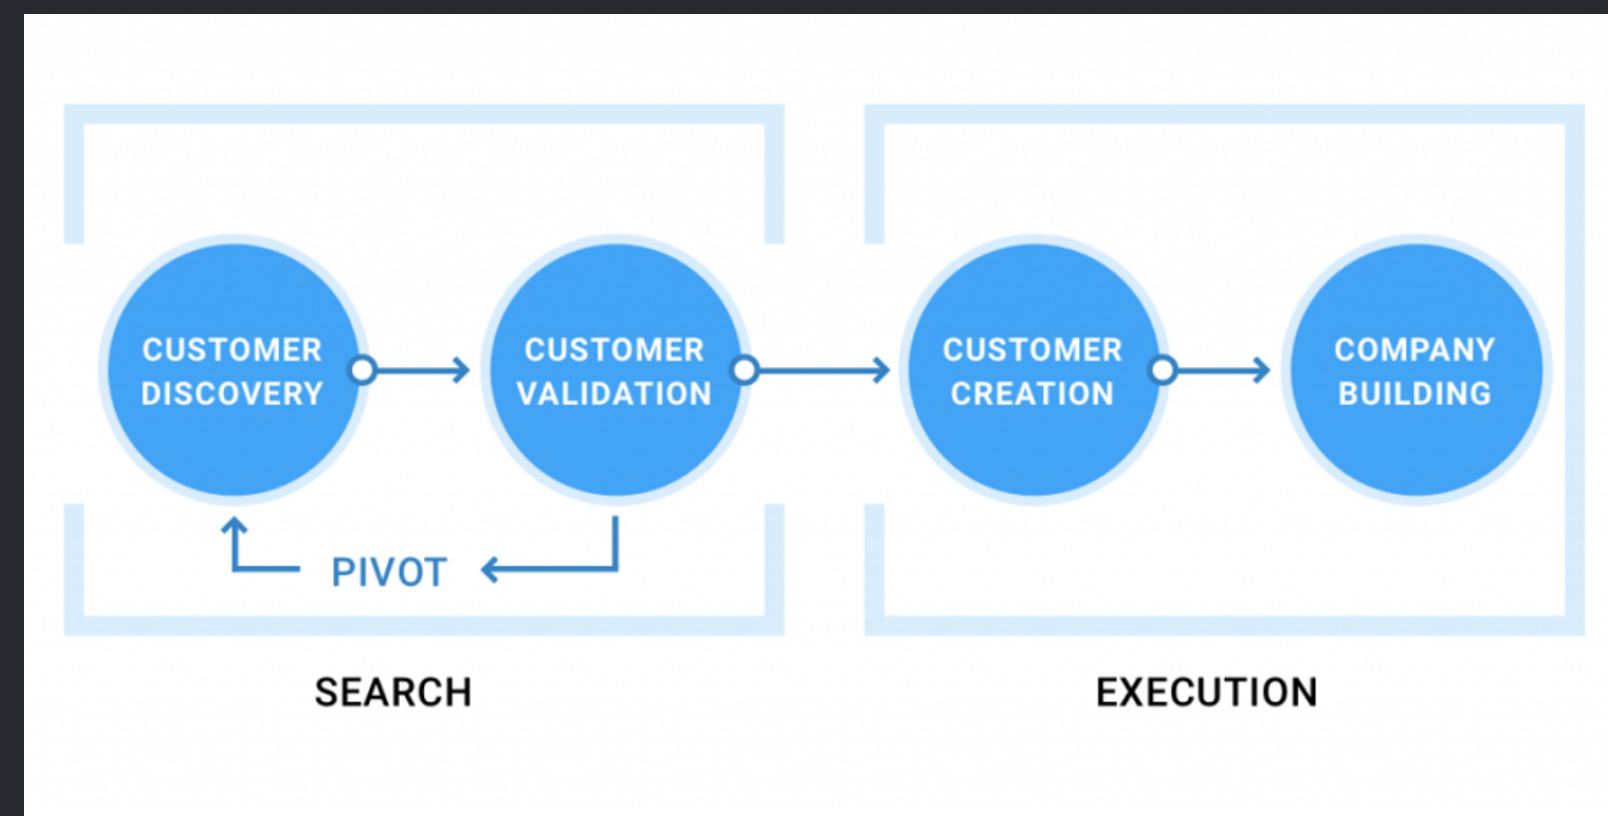 CUSTOMER
DISCOVERY
CUSTOMER
VALIDATION
CUSTOMER
CREATION
COMPANY
BUILDING
PIVOT
SEARCH
EXECUTION